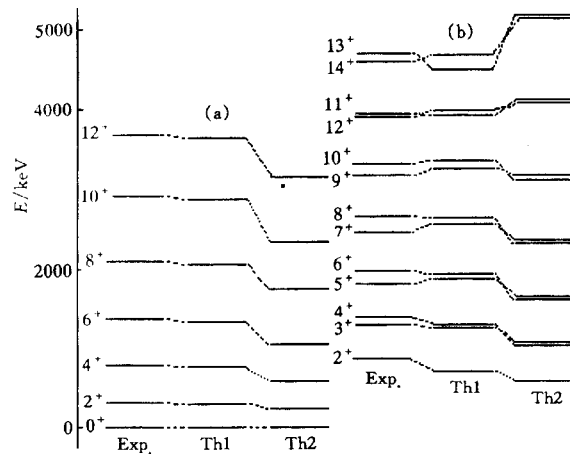 5000
4000
2000
0
E/keV
(a)
12⁺
10⁺
8⁺
6⁺
4⁺
2⁺
0⁺
Exp.
Th1
Th2
(b)
13⁺
14⁺
11⁺
12⁺
10⁺
9⁺
8⁺
7⁺
6⁺
5⁺
4⁺
3⁺
2⁺
Exp.
Th1
Th2